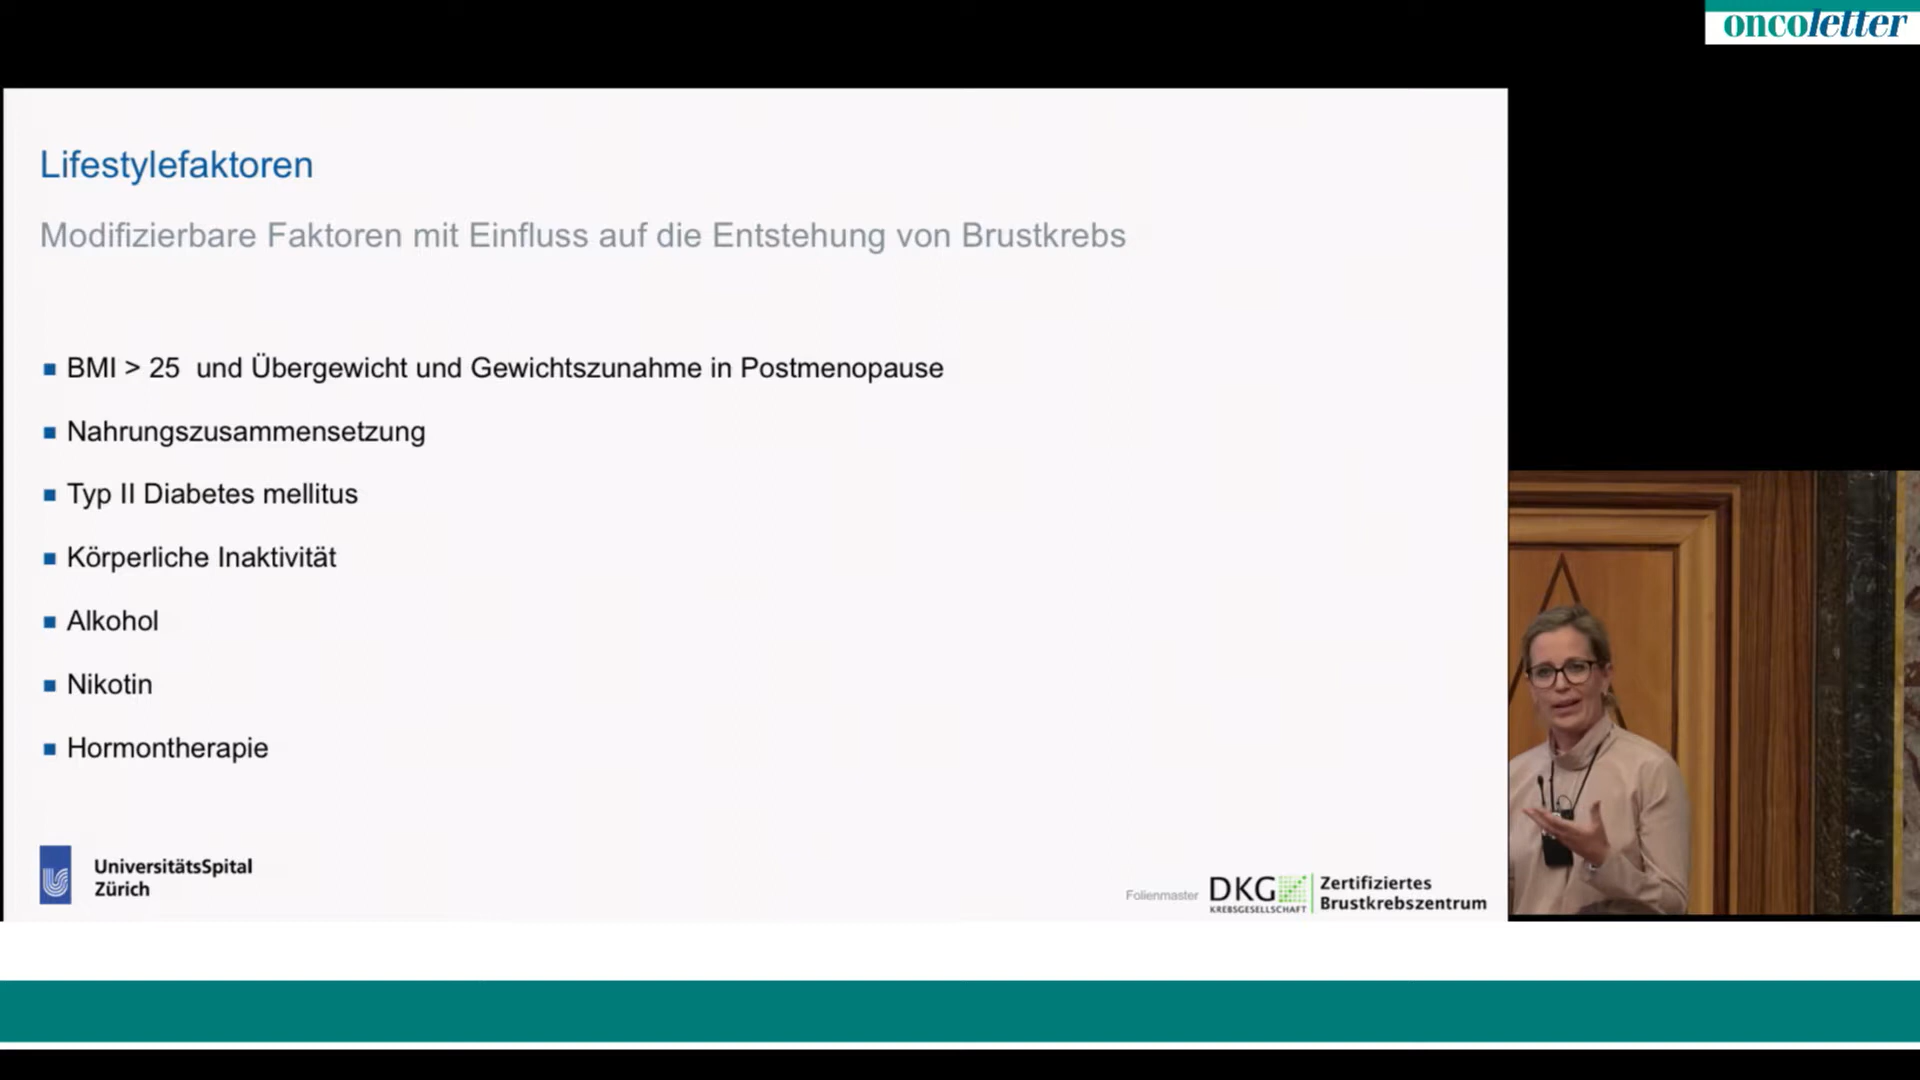 oncoletter
Lifestylefaktoren
Modifizierbare Faktoren mit Einfluss auf die Entstehung von Brustkrebs
BMI > 25 und Übergewicht und Gewichtszunahme in Postmenopause
Nahrungszusammensetzung
Typ II Diabetes mellitus
Körperliche Inaktivität
Alkohol
Nikotin
Hormontherapie
UniversitätsSpital
Zürich
Folienmaster
DKG
KREBSGESELLSCHAFT
Zertifiziertes
Brustkrebszentrum